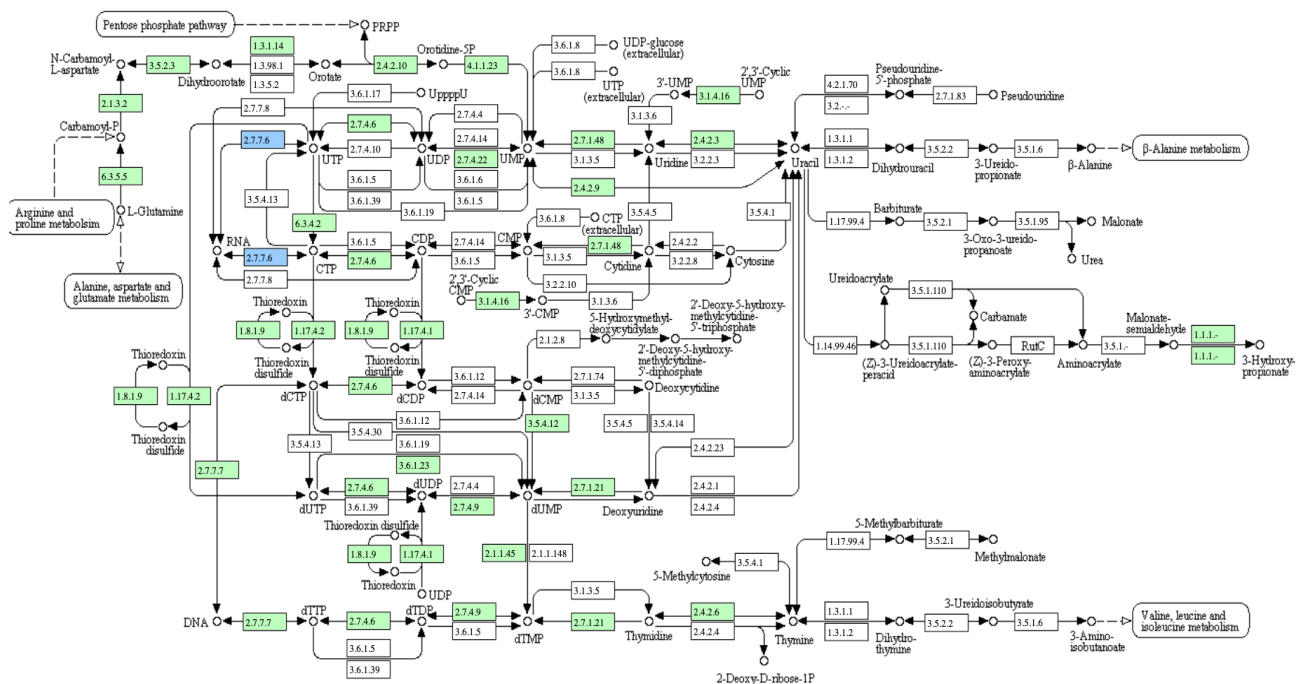 Pentose phosphate pathway
PRPP
N-Carbamoyl-
L-aspartate
3.5.2.3
Dihydroorotate
1.3.1.14
1.3.98.1
1.3.5.2
Orotate
2.4.2.10
Orotidine-5P
4.1.1.23
3.6.1.8
UDP-glucose
(extracellular)
3.6.1.8
UTP
(extracellular)
3'-UMP
2',3'-Cyclic
UMP
3.1.4.16
3.1.3.6
Pseudouridine-
5'-phosphate
4.2.1.70
3.2.-.-
2.7.1.83
Pseudouridine
2.1.3.2
Carbamoyl-P
6.3.5.5
L-Glutamine
Arginine and
proline metabolsim
Alanine, aspartate and
glutamate metabolism
2.7.7.8
3.6.1.17
UppppU
2.7.7.6
UTP
2.7.4.6
2.7.4.10
UDP
2.7.4.4
2.7.4.14
2.7.4.22
UMP
2.7.1.48
3.1.3.5
Uridine
2.4.2.3
3.2.2.3
Uracil
1.3.1.1
1.3.1.2
Dihydrouracil
3.5.2.2
3-Ureido-
propionate
3.5.1.6
β-Alanine
β-Alanine metabolism
3.6.1.5
3.6.1.39
3.6.1.6
3.6.1.5
2.4.2.9
3.5.4.13
3.6.1.19
6.3.4.2
3.6.1.8
CTP
(extracellular)
3.5.4.5
3.5.4.1
1.17.99.4
Barbiturate
3.5.2.1
3-Oxo-3-ureido-
propanoate
3.5.1.95
Malonate
Urea
RNA
2.7.7.6
CTP
3.6.1.5
2.7.4.6
CDP
2.7.4.14
3.6.1.5
CMP
3.1.3.5
2.7.1.48
Cytidine
2.4.2.2
3.2.2.8
Cytosine
2.7.7.8
3.2.2.10
2',3'-Cyclic
CMP
3.1.4.16
3'-CMP
3.1.3.6
Ureidoacrylate
3.5.1.110
Carbamate
1.14.99.46
(Z)-3-Ureidoacrylate-
peracid
3.5.1.110
(Z)-3-Peroxy-
aminoacrylate
RutC
Aminoacrylate
3.5.1.-
Malonate-
semialdehyde
1.1.1.-
1.1.1.-
3-Hydroxy-
propionate
Thioredoxin
1.8.1.9
1.17.4.2
Thioredoxin
disulfide
Thioredoxin
1.8.1.9
1.17.4.1
Thioredoxin
disulfide
5-Hydroxymethyl-
deoxycytidylate
2'-Deoxy-5-hydroxy-
methylcytidine-
5'-triphosphate
2.1.2.8
2'-Deoxy-5-hydroxy-
methylcytidine-
5'-diphosphate
Thioredoxin
1.8.1.9
1.17.4.2
Thioredoxin
disulfide
dCTP
2.7.4.6
dCDP
3.6.1.12
2.7.4.14
dCMP
2.7.1.74
3.1.3.5
Deoxycytidine
3.6.1.12
3.5.4.30
3.5.4.12
3.5.4.5
3.5.4.14
3.5.4.13
3.6.1.19
3.6.1.23
2.4.2.23
2.7.7.7
dUTP
2.7.4.6
3.6.1.39
dUDP
2.7.4.4
2.7.4.9
dUMP
2.7.1.21
Deoxyuridine
2.4.2.1
2.4.2.4
Thioredoxin disulfide
1.8.1.9
1.17.4.1
Thioredoxin
UDP
2.1.1.45
2.1.1.148
5-Methylcytosine
3.5.4.1
1.17.99.4
5-Methylbarbiturate
3.5.2.1
Methylmalonate
DNA
2.7.7.7
dTTP
2.7.4.6
dTDP
2.7.4.9
3.6.1.5
dTMP
3.1.3.5
2.7.1.21
Thymidine
2.4.2.6
2.4.2.4
Thymine
1.3.1.1
1.3.1.2
Dihydro-
thymine
3.5.2.2
3-Ureidoisobutyrate
3.5.1.6
3-Amino-
isobutanoate
Valine, leucine and
isoleucine metabolism
3.6.1.5
3.6.1.39
2-Deoxy-D-ribose-1P